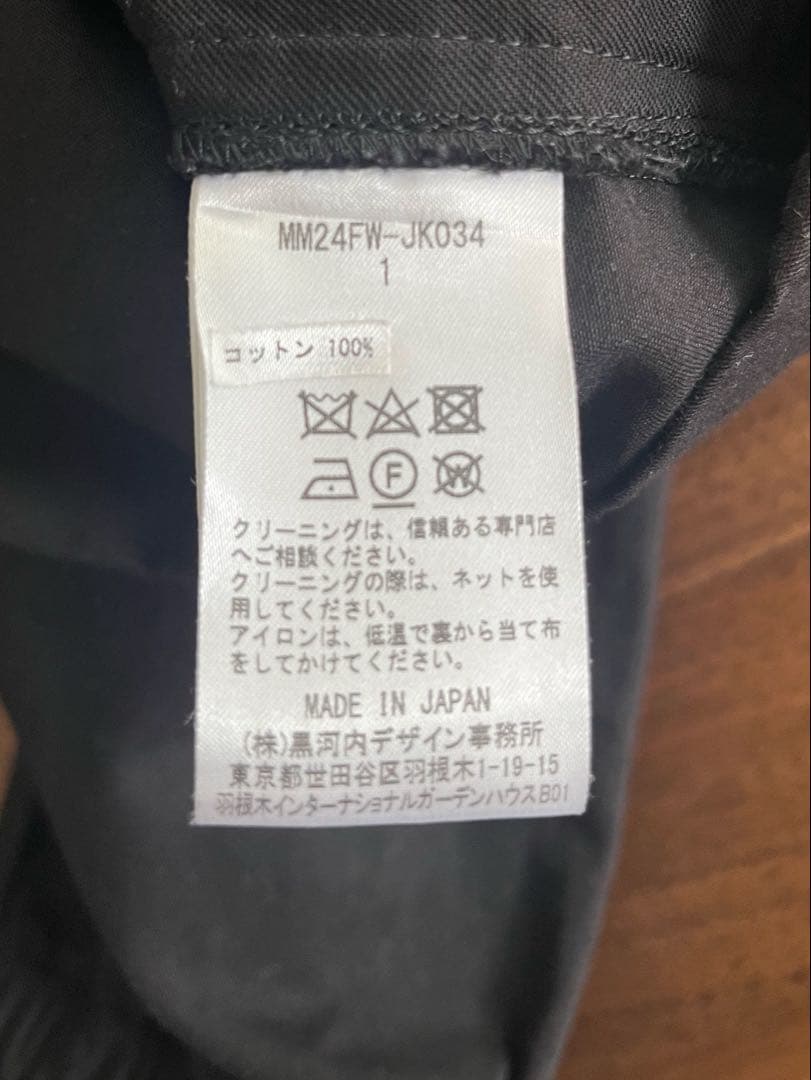 MM24FW-JK034
1
コットン 100%
F W
クリーニングは、信頼ある専門店
へご相談ください。
クリーニングの際は、ネットを使
用してください。
アイロンは、低温で裏から当て布
をしてかけてください。
MADE IN JAPAN
(株)黒河内デザイン事務所
東京都世田谷区羽根木1-19-15
羽根木インターナショナルガーデンハウスB01